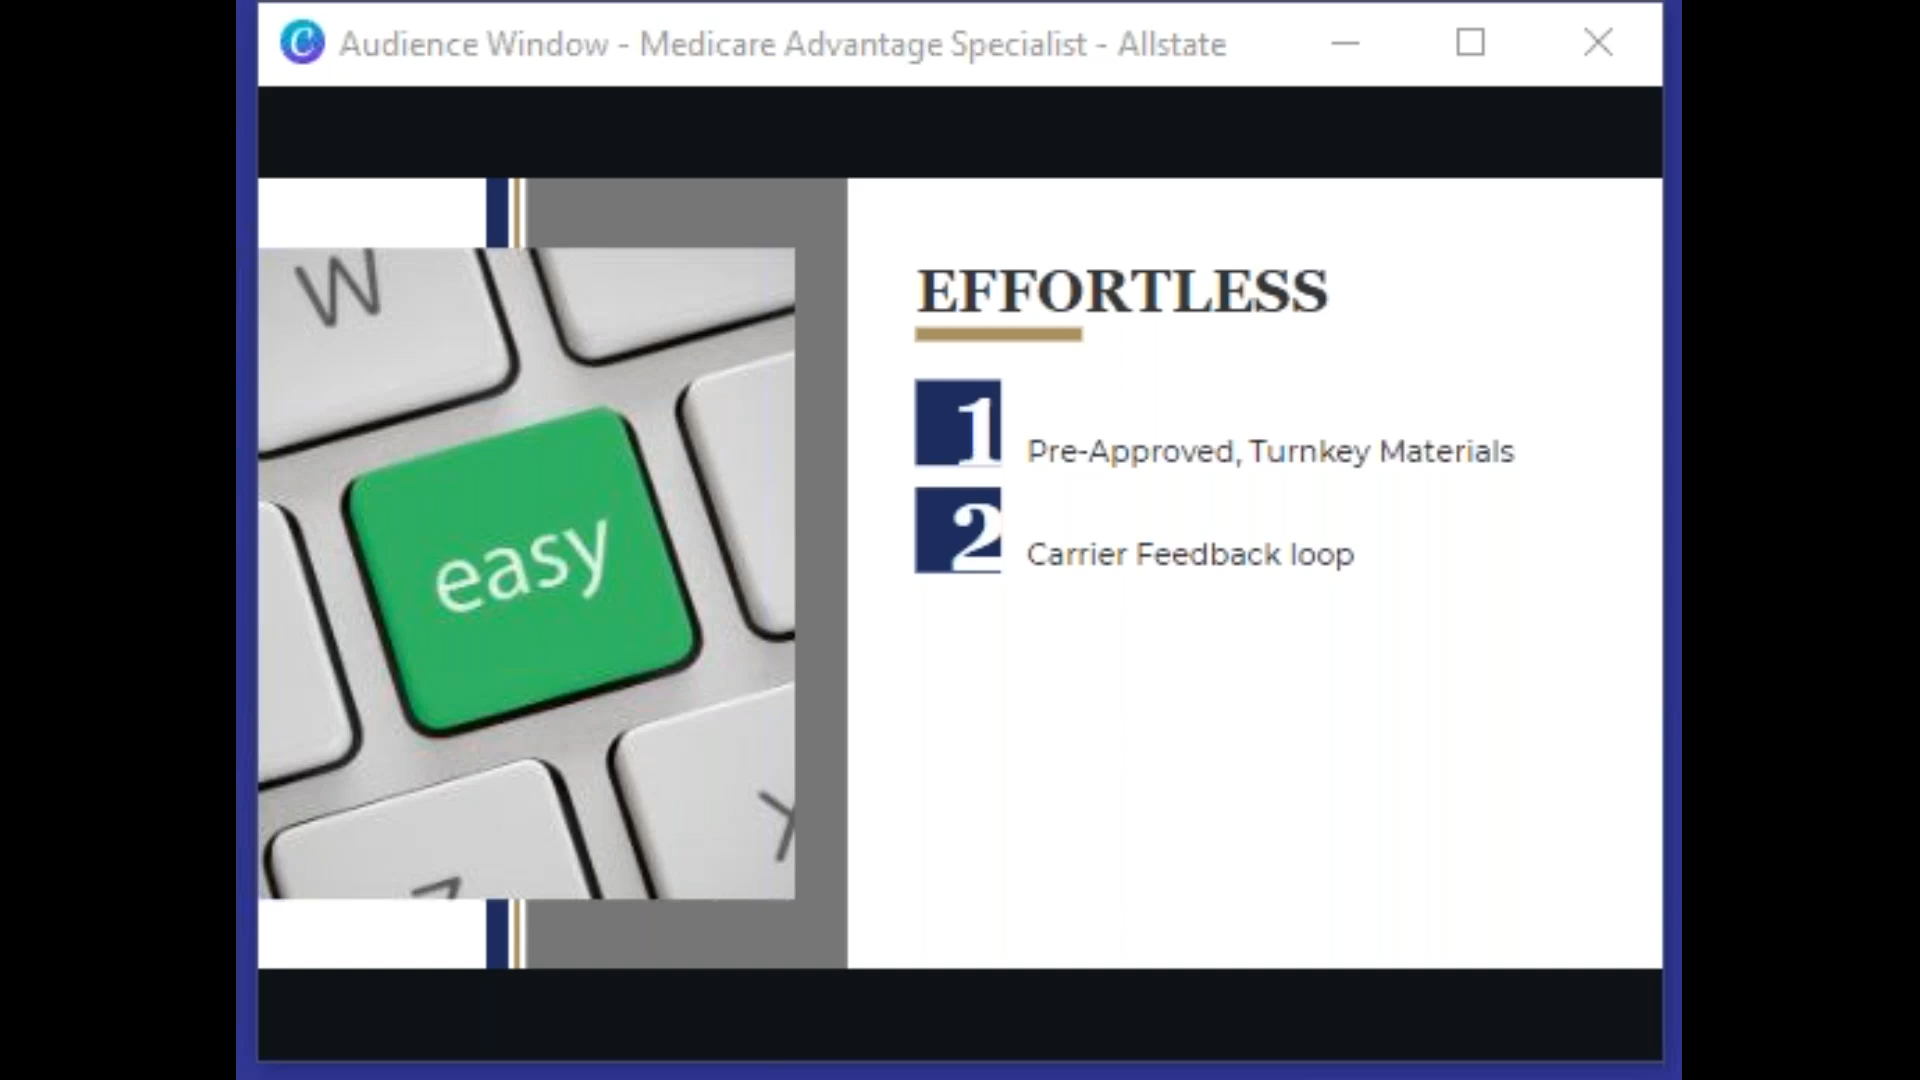 Audience Window - Medicare Advantage Specialist - Allstate
W
easy
Z
EFFORTLESS
1
Pre-Approved, Turnkey Materials
2
Carrier Feedback loop